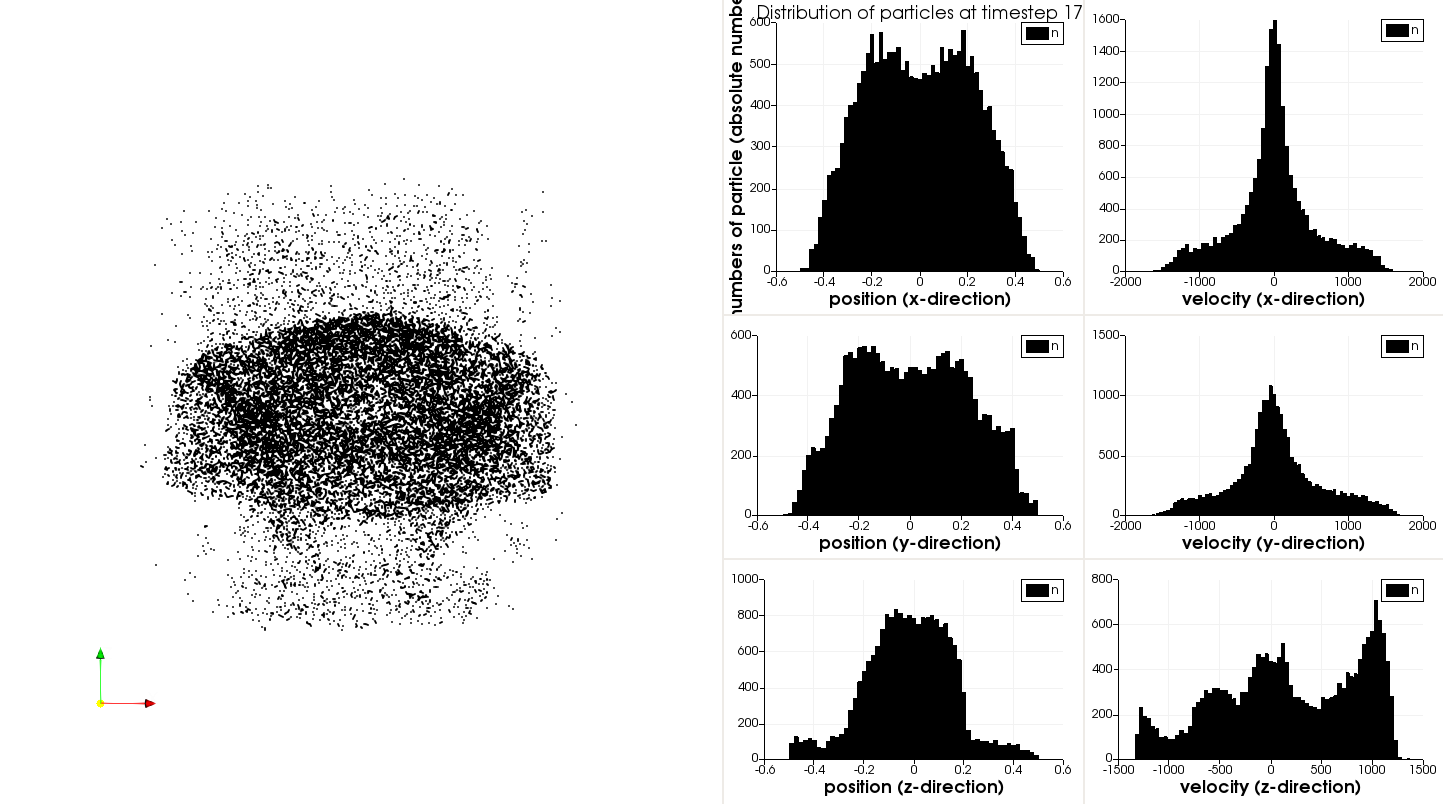 Distribution of particles at timestep 17
numbers of particle (absolute numbe
600
500
400
300
200
100
0
-0.6 -0.4 -0.2 0 0.2 0.4 0.6
position (x-direction)
n
1600
1400
1200
1000
800
600
400
200
0
-2000 -1000 0 1000 2000
velocity (x-direction)
n
600
400
200
0
-0.6 -0.4 -0.2 0 0.2 0.4 0.6
position (y-direction)
n
1500
1000
500
0
-2000 -1000 0 1000 2000
velocity (y-direction)
n
1000
800
600
400
200
0
-0.6 -0.4 -0.2 0 0.2 0.4 0.6
position (z-direction)
n
800
600
400
200
0
-1500 -1000 -500 0 500 1000 1500
velocity (z-direction)
n